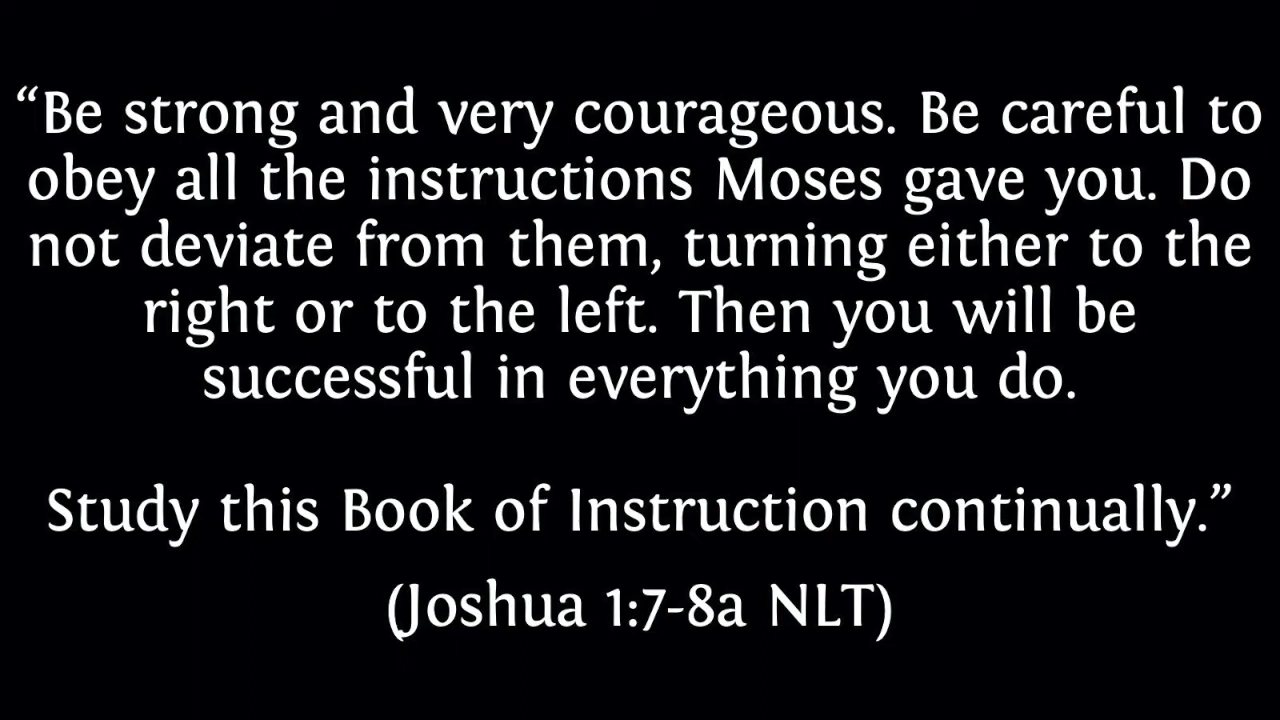 “Be strong and very courageous. Be careful to
obey all the instructions Moses gave you. Do
not deviate from them, turning either to the
right or to the left. Then you will be
successful in everything you do.
Study this Book of Instruction continually.”
(Joshua 1:7-8a NLT)